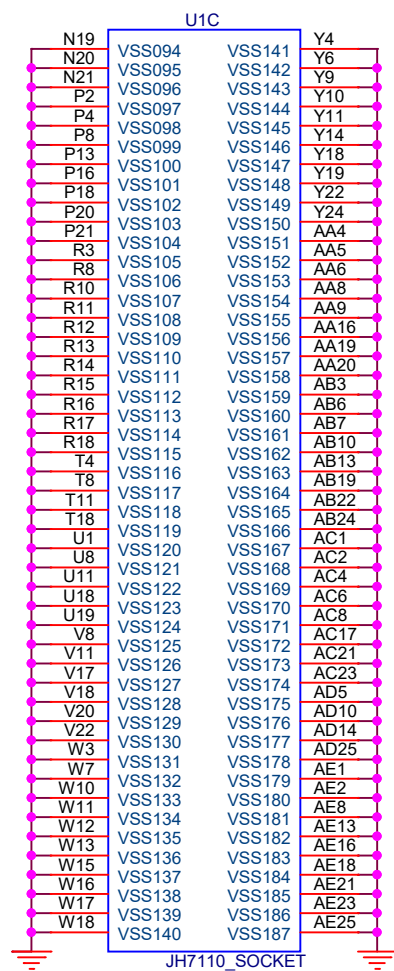 U1C
N19 VSS094 VSS141 Y4
N20 VSS095 VSS142 Y6
N21 VSS096 VSS143 Y9
P2 VSS097 VSS144 Y10
P4 VSS098 VSS145 Y11
P8 VSS099 VSS146 Y14
P13 VSS100 VSS147 Y18
P16 VSS101 VSS148 Y19
P18 VSS102 VSS149 Y22
P20 VSS103 VSS150 Y24
P21 VSS104 VSS151 AA4
R3 VSS105 VSS152 AA5
R8 VSS106 VSS153 AA6
R10 VSS107 VSS154 AA8
R11 VSS108 VSS155 AA9
R12 VSS109 VSS156 AA16
R13 VSS110 VSS157 AA19
R14 VSS111 VSS158 AA20
R15 VSS112 VSS159 AB3
R16 VSS113 VSS160 AB6
R17 VSS114 VSS161 AB7
R18 VSS115 VSS162 AB10
T4 VSS116 VSS163 AB13
T8 VSS117 VSS164 AB19
T11 VSS118 VSS165 AB22
T18 VSS119 VSS166 AB24
U1 VSS120 VSS167 AC1
U8 VSS121 VSS168 AC2
U11 VSS122 VSS169 AC4
U18 VSS123 VSS170 AC6
U19 VSS124 VSS171 AC8
V8 VSS125 VSS172 AC17
V11 VSS126 VSS173 AC21
V17 VSS127 VSS174 AC23
V18 VSS128 VSS175 AD5
V20 VSS129 VSS176 AD10
V22 VSS130 VSS177 AD14
W3 VSS131 VSS178 AD25
W7 VSS132 VSS179 AE1
W10 VSS133 VSS180 AE2
W11 VSS134 VSS181 AE8
W12 VSS135 VSS182 AE13
W13 VSS136 VSS183 AE16
W15 VSS137 VSS184 AE18
W16 VSS138 VSS185 AE21
W17 VSS139 VSS186 AE23
W18 VSS140 VSS187 AE25
JH7110_SOCKET